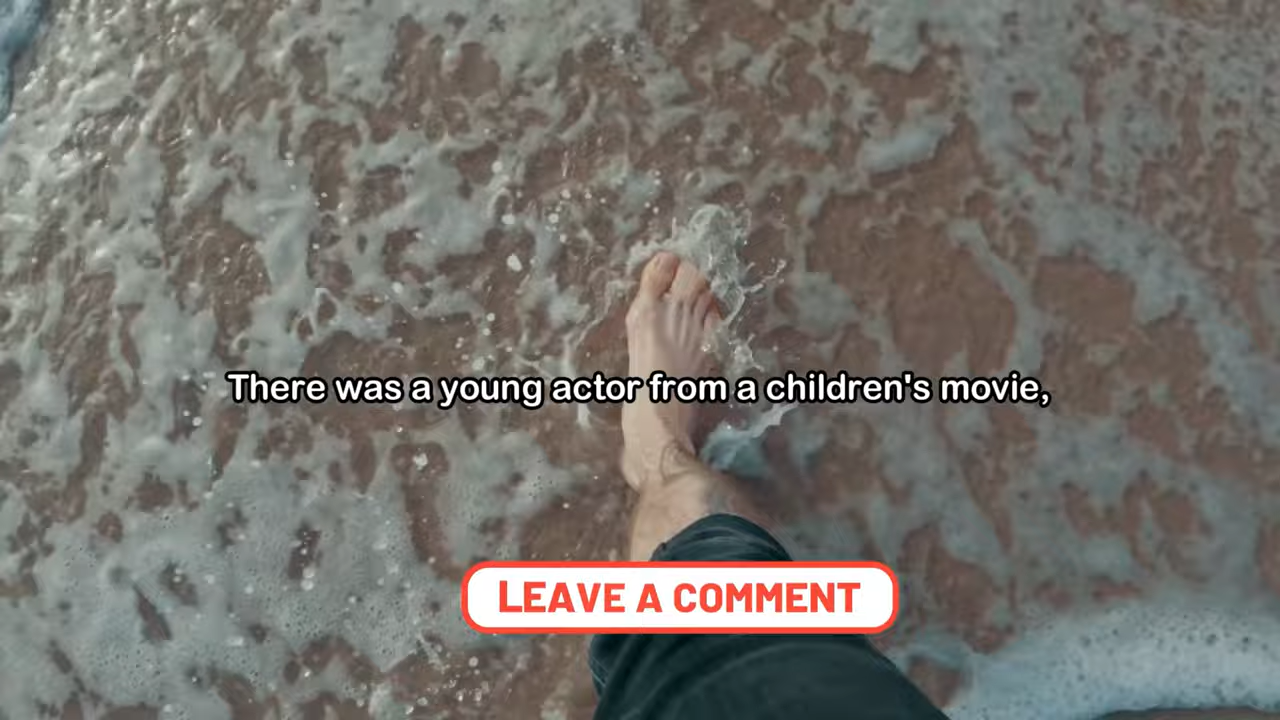 There was a young actor from a children's movie,
LEAVE A COMMENT